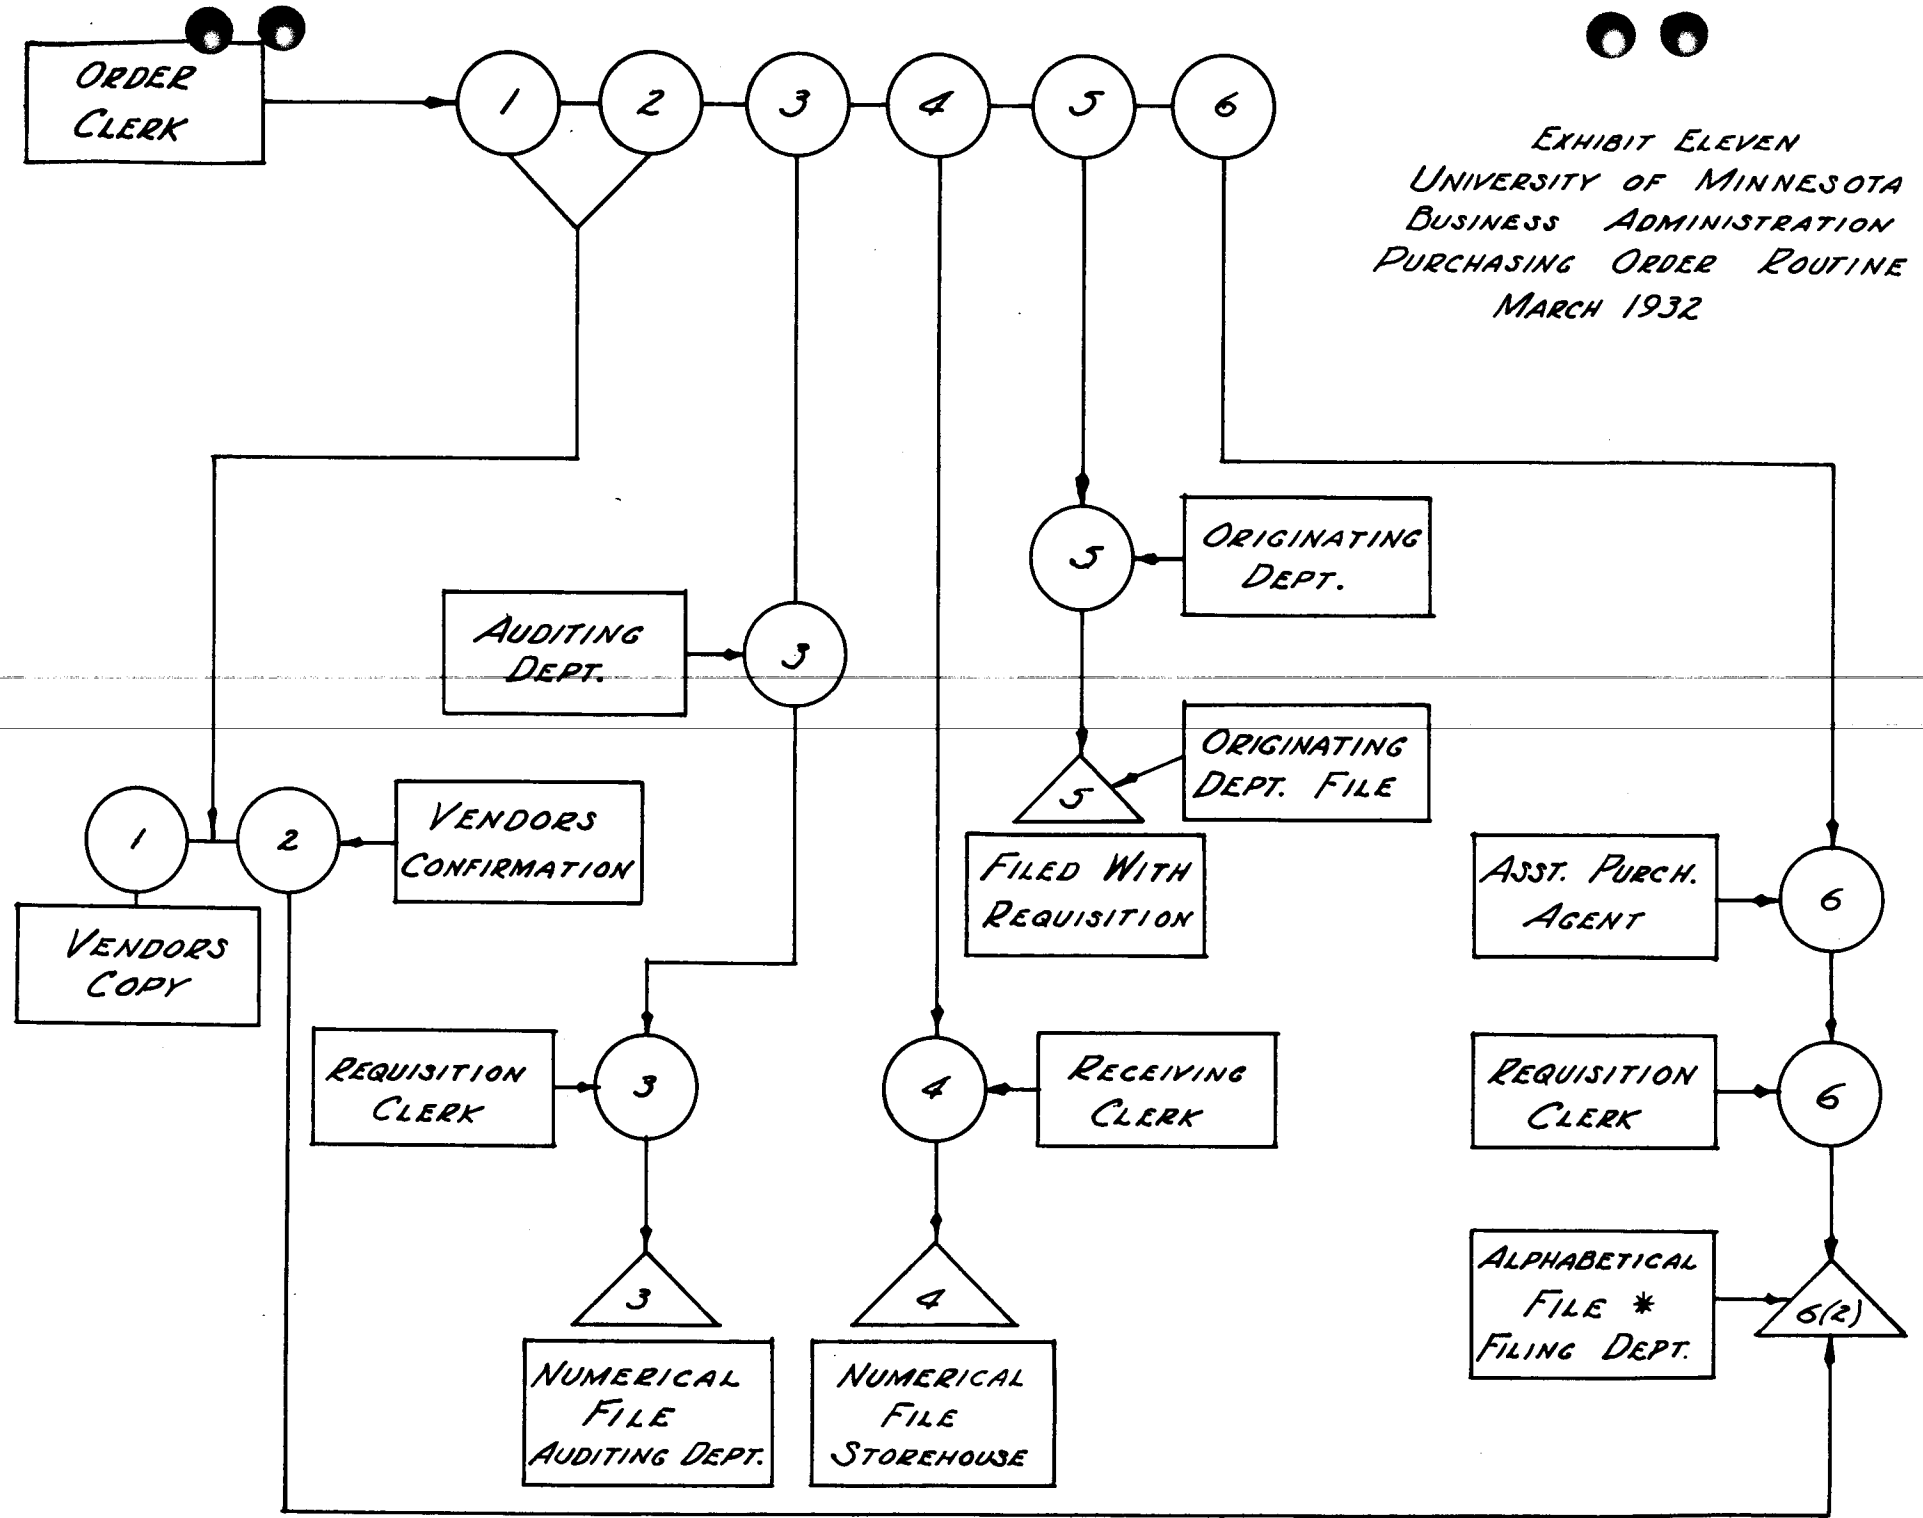 ORDER
CLERK
1
2
3
4
5
6
EXHIBIT ELEVEN
UNIVERSITY OF MINNESOTA
BUSINESS ADMINISTRATION
PURCHASING ORDER ROUTINE
MARCH 1932
5
ORIGINATING
DEPT.
AUDITING
DEPT.
3
ORIGINATING
DEPT. FILE
5
1
2
VENDORS
CONFIRMATION
FILED WITH
REQUISITION
ASST. PURCH.
AGENT
6
VENDORS
COPY
REQUISITION
CLERK
3
4
RECEIVING
CLERK
REQUISITION
CLERK
6
3
4
ALPHABETICAL
FILE *
FILING DEPT.
6(2)
NUMERICAL
FILE
AUDITING DEPT.
NUMERICAL
FILE
STOREHOUSE